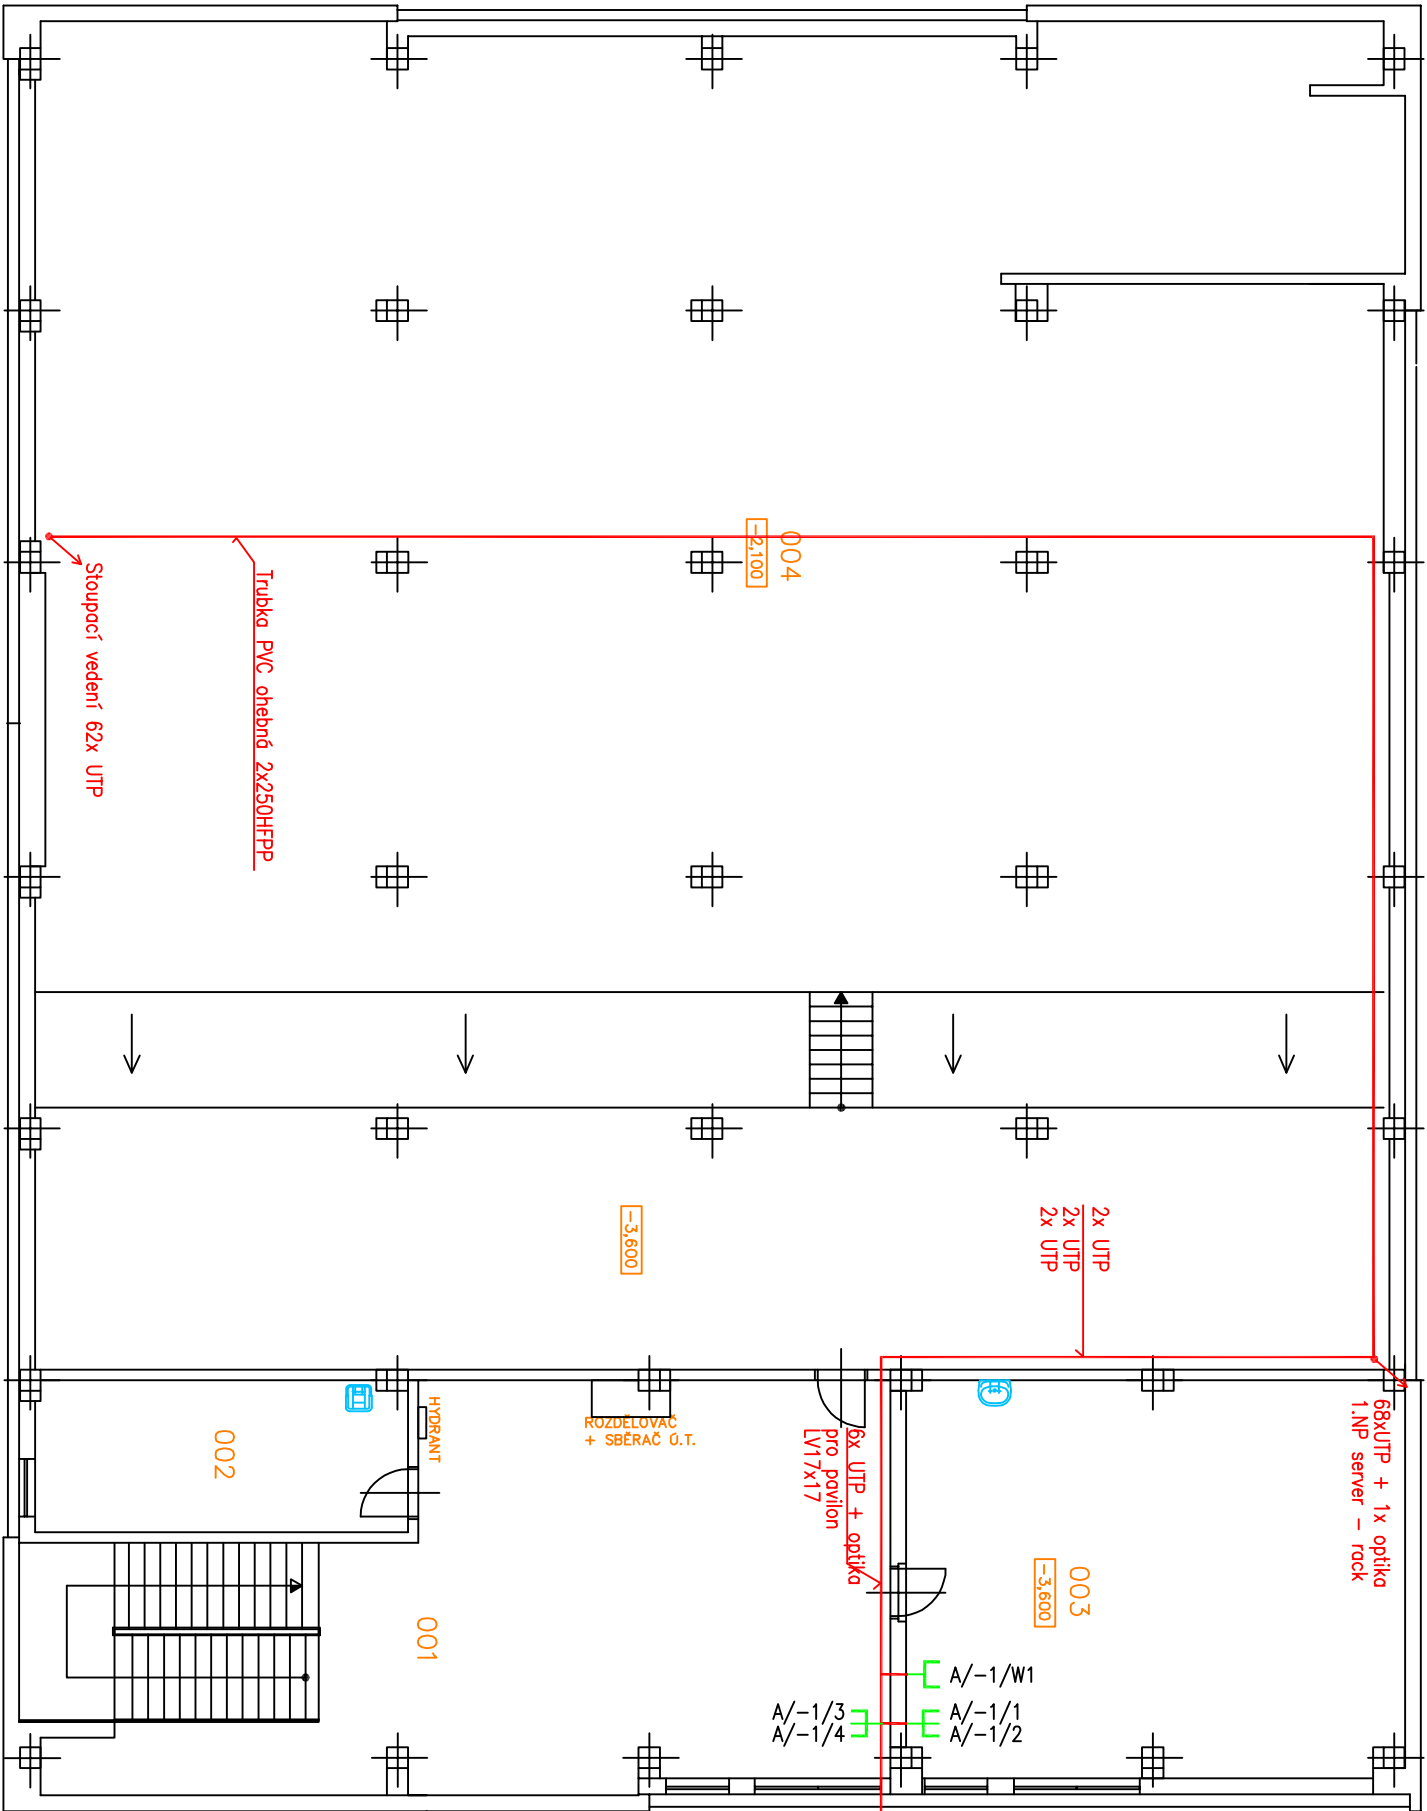 004
-2,100
Stoupací vedení 62x UTP
Trubka PVC ohebná 2x250HFPP
-3,600
2x UTP
2x UTP
2x UTP
68xUTP + 1x optika
1.NP server - rack
HYDRANT
ROZDĚLOVAČ
+ SBĚRAČ Ú.T.
6x UTP + optika
pro pavilon
LV17x17
002
003
-3,600
001
A/-1/W1
A/-1/3
A/-1/4
A/-1/1
A/-1/2